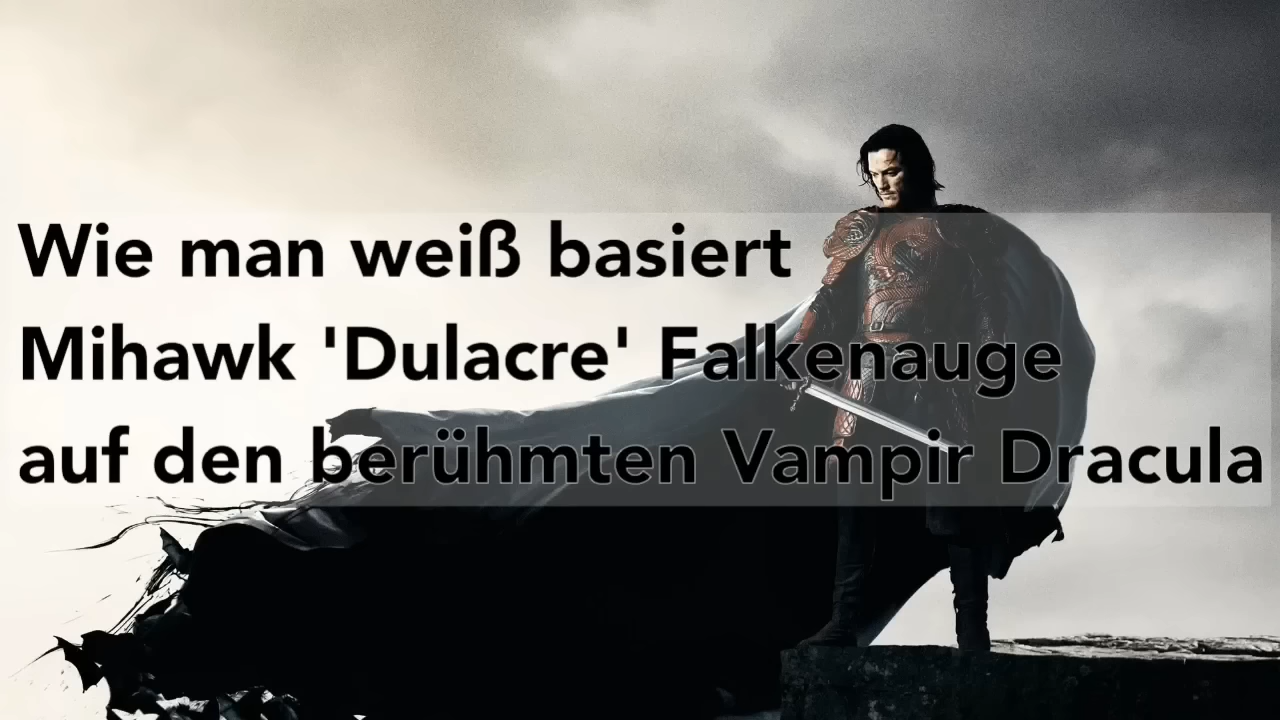 Wie man weiß basiert
Mihawk 'Dulacre' Falkenauge
auf den berühmten Vampir Dracula